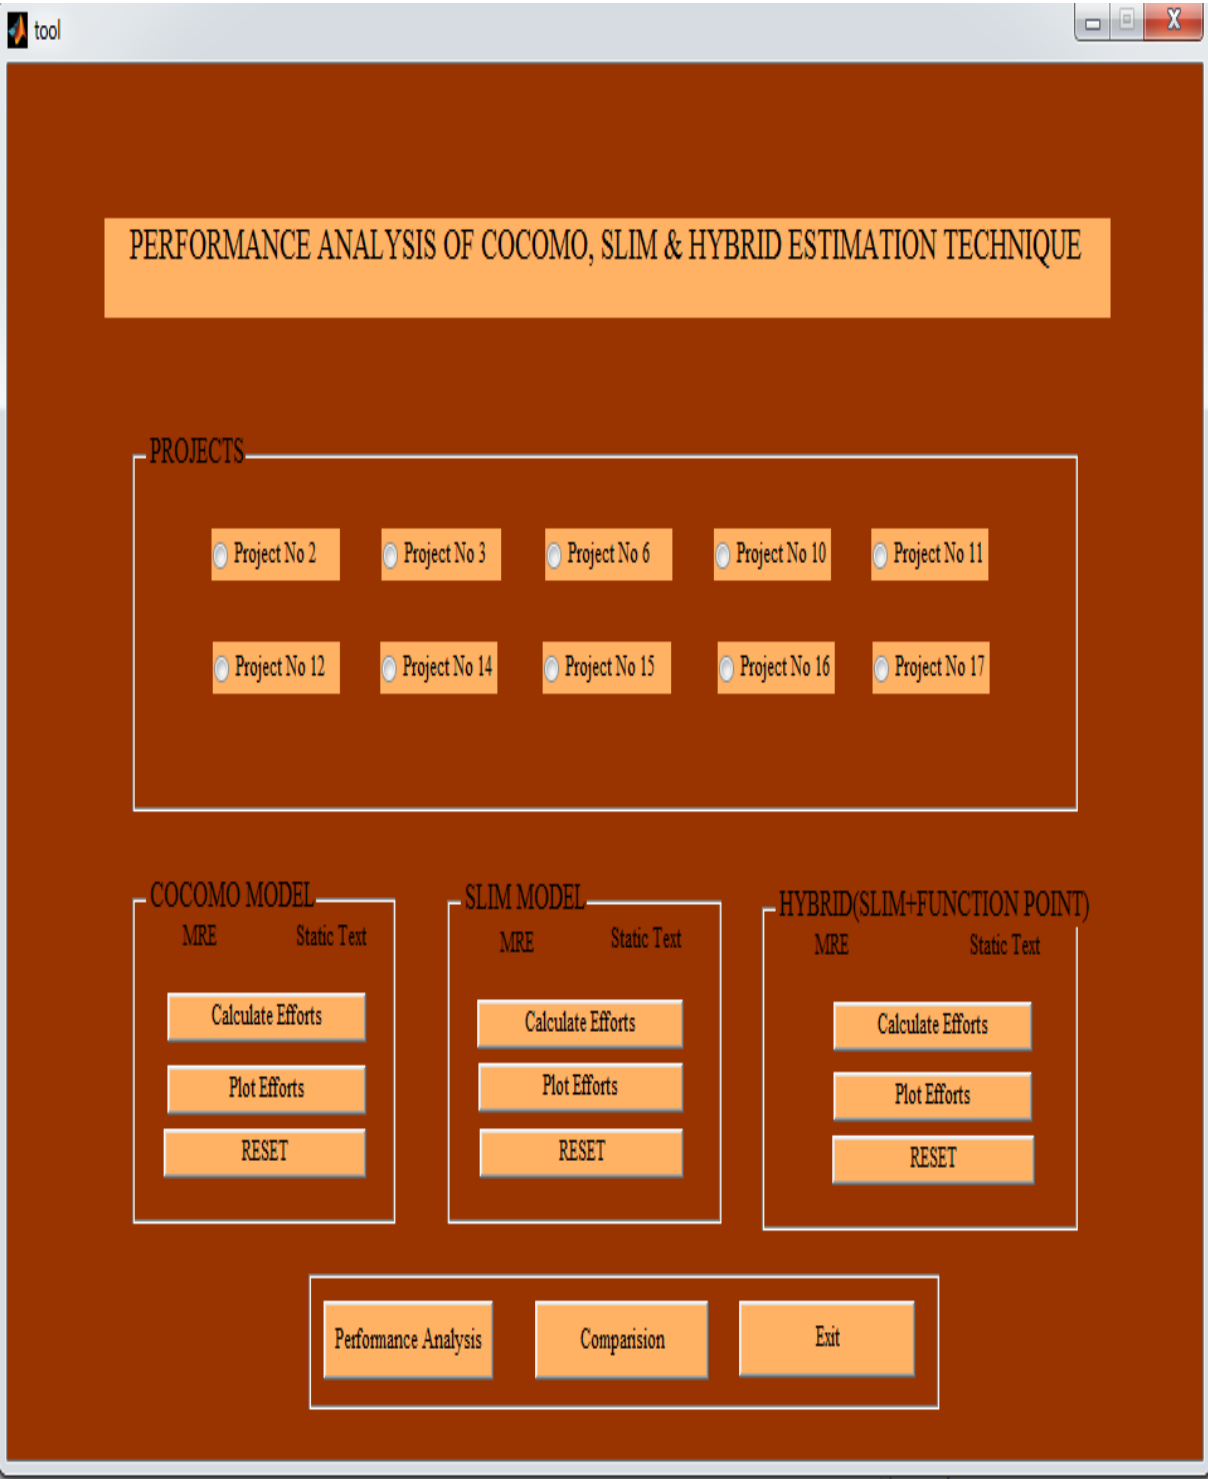 tool
PERFORMANCE ANALYSIS OF COCOMO, SLIM & HYBRID ESTIMATION TECHNIQUE
PROJECTS
Project No 2 Project No 3 Project No 6 Project No 10 Project No 11
Project No 12 Project No 14 Project No 15 Project No 16 Project No 17
COCOMO MODEL
MRE Static Text
Calculate Efforts
Plot Efforts
RESET
SLIM MODEL
MRE Static Text
Calculate Efforts
Plot Efforts
RESET
HYBRID(SLIM+FUNCTION POINT)
MRE Static Text
Calculate Efforts
Plot Efforts
RESET
Performance Analysis Comparision Exit